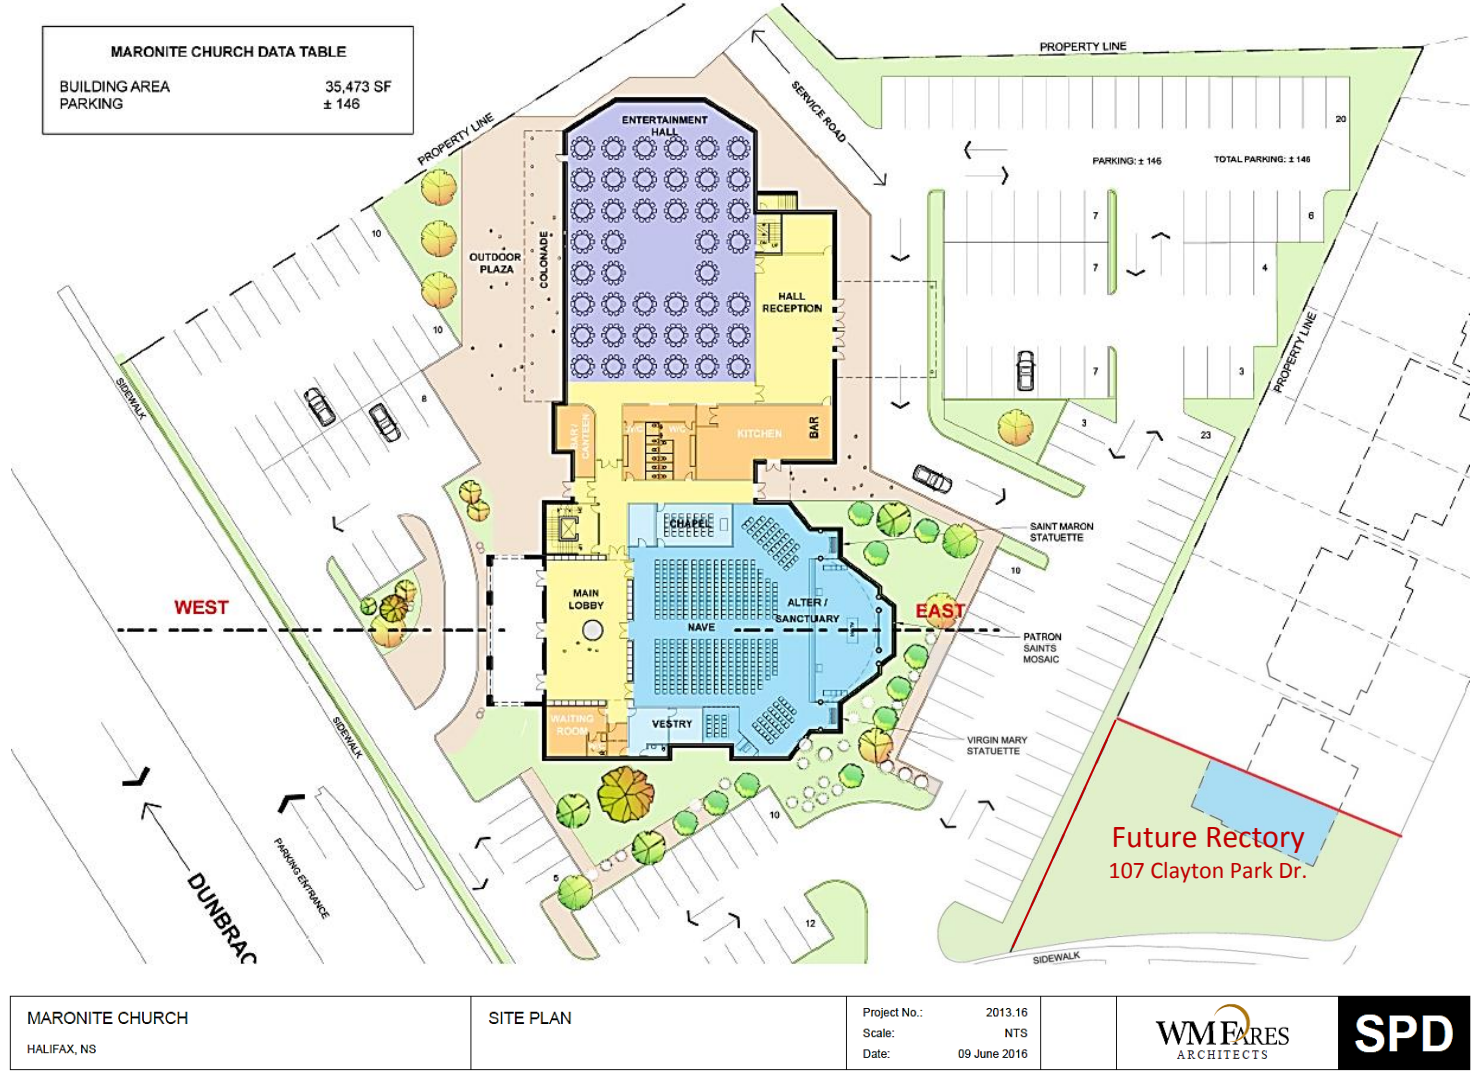 MARONITE CHURCH DATA TABLE
BUILDING AREA 35,473 SF
PARKING ± 146
PROPERTY LINE
PROPERTY LINE
SERVICE ROAD
ENTERTAINMENT
HALL
20
PARKING: ± 146
TOTAL PARKING: ± 146
7
6
10
OUTDOOR
PLAZA
COLONADE
7
4
HALL
RECEPTION
10
PROPERTY LINE
7
3
SIDEWALK
8
BAR /
CANTEEN
W/C
W/C
KITCHEN
BAR
3
23
CHAPEL
SAINT MARON
STATUETTE
19
MAIN
LOBBY
WEST
ALTER /
SANCTUARY
EAST
NAVE
PATRON
SAINTS
MOSAIC
WAITING
ROOM
W/C
VESTRY
SIDEWALK
VIRGIN MARY
STATUETTE
10
Future Rectory
107 Clayton Park Dr.
PARKING ENTRANCE
5
DUNBRAC
12
SIDEWALK
MARONITE CHURCH
HALIFAX, NS
SITE PLAN
Project No.: 2013.16
Scale: NTS
Date: 09 June 2016
WM FARES
ARCHITECTS
SPD